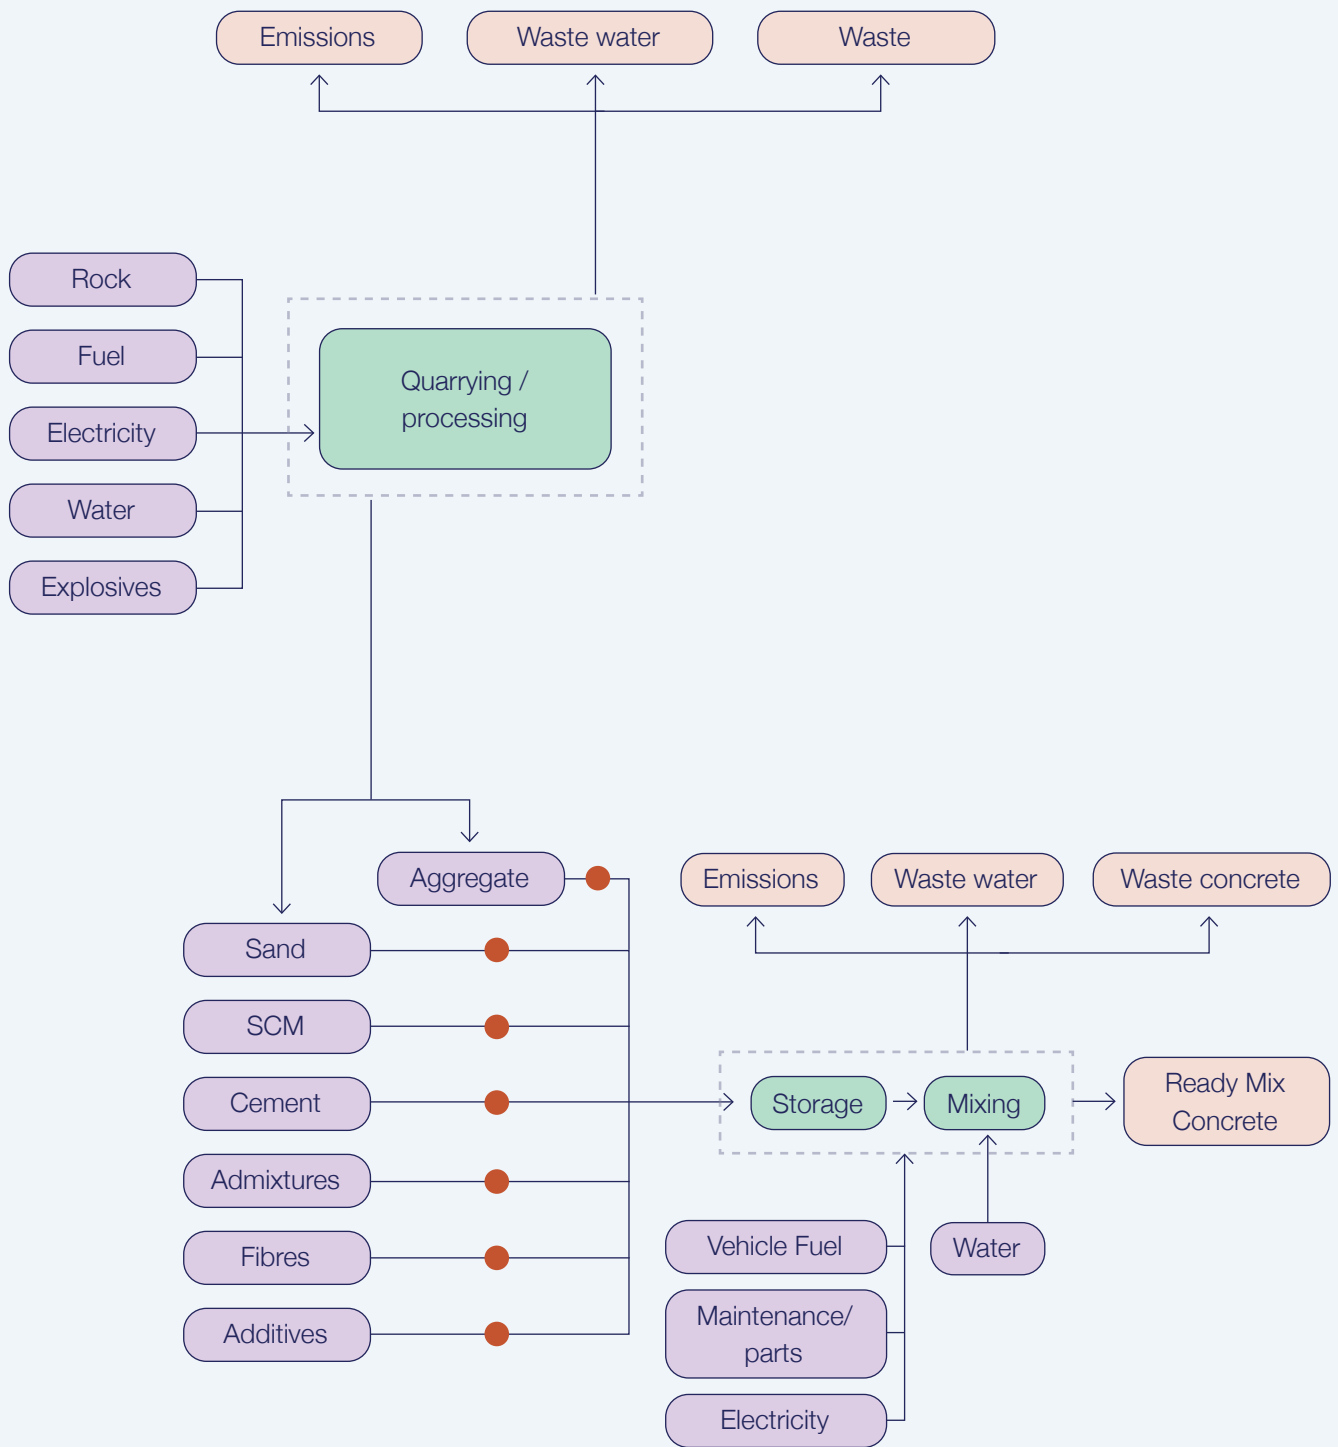 Emissions
Waste water
Waste
Rock
Fuel
Electricity
Water
Explosives
Quarrying /
processing
Aggregate
Sand
SCM
Cement
Admixtures
Fibres
Additives
Emissions
Waste water
Waste concrete
Storage
Mixing
Ready Mix
Concrete
Vehicle Fuel
Water
Maintenance/
parts
Electricity